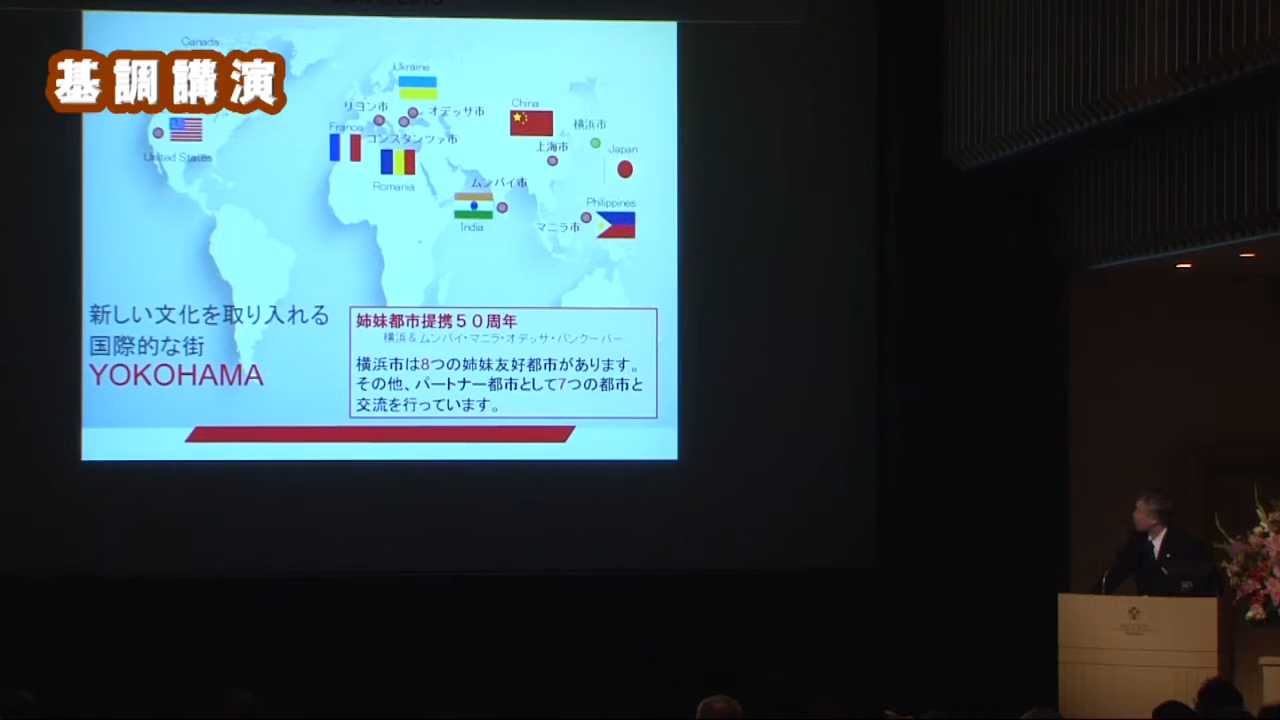 基調講演
Canada
Ukraine
リヨン市
オデッサ市
China
横浜市
France
コンスタンツァ市
上海市
Japan
United States
Romania
ムンバイ市
Philippines
India
マニラ市
新しい文化を取り入れる
国際的な街
YOKOHAMA
姉妹都市提携50周年
横浜&ムンバイ・マニラ・オデッサ・バンクーバー
横浜市は8つの姉妹友好都市があります。
その他、パートナー都市として7つの都市と
交流を行っています。